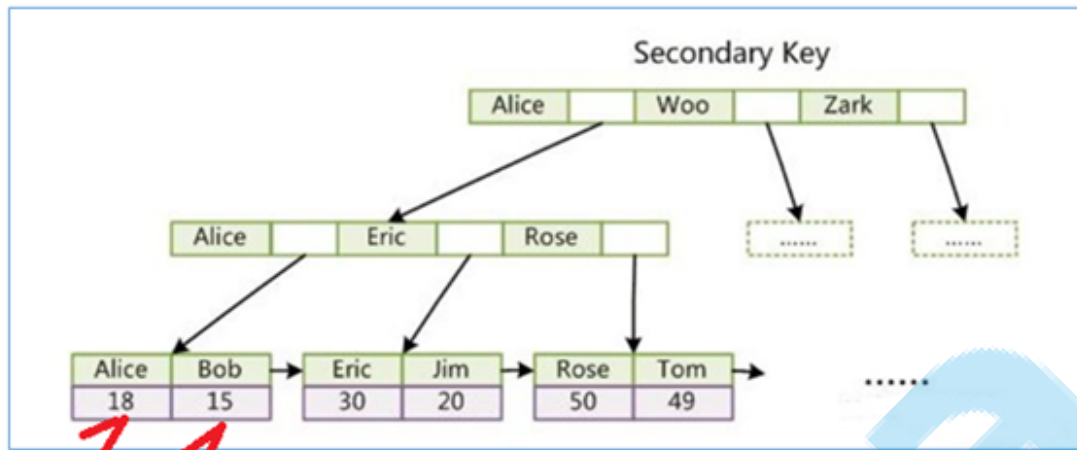 Secondary Key
Alice Woo Zark
Alice Eric Rose
...... ......
Alice Bob Eric Jim Rose Tom
18 15 30 20 50 49
......